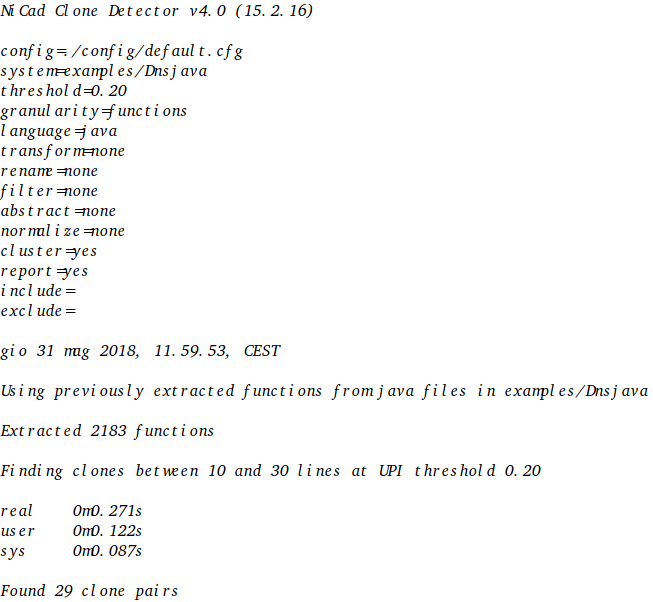 NiCad Clone Detector v4.0 (15.2.16)
config=./config/default.cfg
system=examples/Dnsjava
threshold=0.20
granularity=functions
language=java
transform=none
rename=none
filter=none
abstract=none
normalize=none
cluster=yes
report=yes
include=
exclude=
gio 31 mag 2018, 11.59.53, CEST
Using previously extracted functions from java files in examples/Dnsjava
Extracted 2183 functions
Finding clones between 10 and 30 lines at UPI threshold 0.20
real 0m0.271s
user 0m0.122s
sys 0m0.087s
Found 29 clone pairs